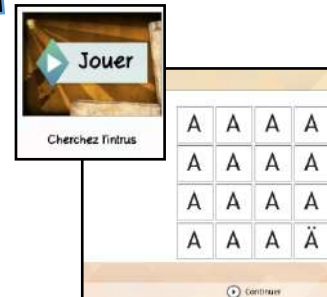 Jouer
Cherchez l'intrus
A A A A
A A A A
A A A A
A A A Ä
Continuer